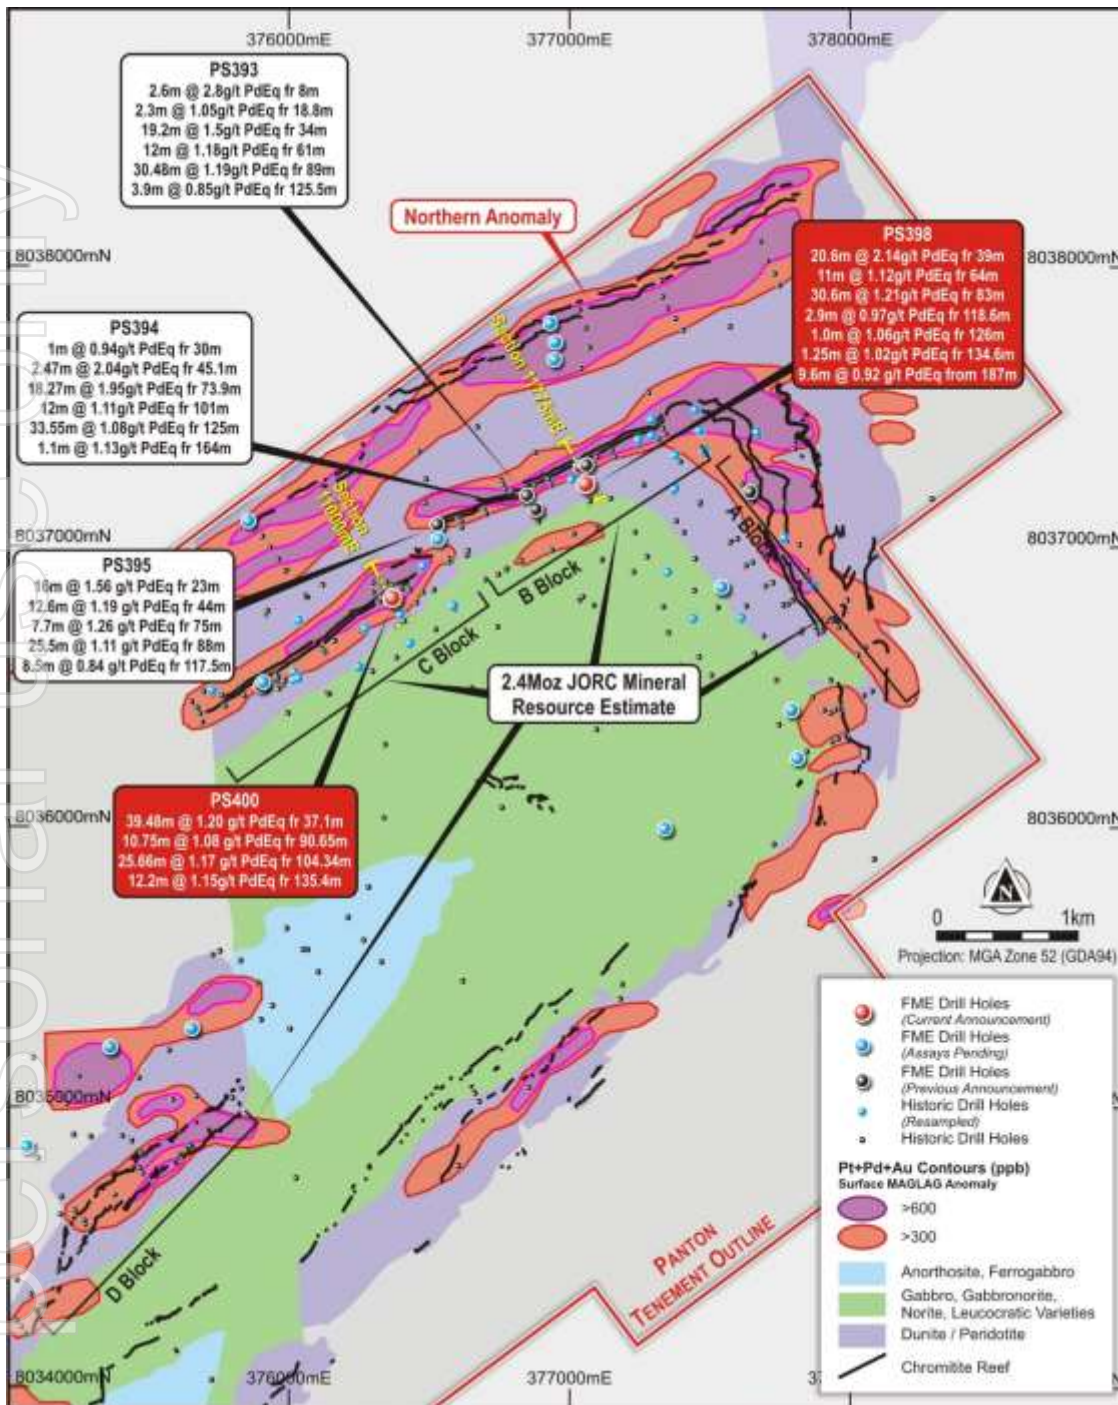 376000mE
377000mE
378000mE
PS393
2.6m @ 2.8g/t PdEq fr 8m
2.3m @ 1.05g/t PdEq fr 18.8m
19.2m @ 1.5g/t PdEq fr 34m
12m @ 1.18g/t PdEq fr 61m
30.48m @ 1.19g/t PdEq fr 89m
3.9m @ 0.85g/t PdEq fr 125.5m
Northern Anomaly
8038000mN
8038000mN
PS398
20.6m @ 2.14g/t PdEq fr 39m
11m @ 1.12g/t PdEq fr 64m
30.6m @ 1.21g/t PdEq fr 83m
2.9m @ 0.97g/t PdEq fr 118.6m
1.0m @ 1.06g/t PdEq fr 126m
1.25m @ 1.02g/t PdEq fr 134.6m
9.6m @ 0.92 g/t PdEq from 187m
PS394
1m @ 0.94g/t PdEq fr 30m
2.47m @ 2.04g/t PdEq fr 45.1m
18.27m @ 1.95g/t PdEq fr 73.9m
12m @ 1.11g/t PdEq fr 101m
33.55m @ 1.08g/t PdEq fr 125m
1.1m @ 1.13g/t PdEq fr 164m
Section
Section
8037000mN
8037000mN
A Block
B Block
C Block
PS395
16m @ 1.56 g/t PdEq fr 23m
12.6m @ 1.19 g/t PdEq fr 44m
7.7m @ 1.26 g/t PdEq fr 75m
25.5m @ 1.11 g/t PdEq fr 88m
8.5m @ 0.84 g/t PdEq fr 117.5m
2.4Moz JORC Mineral
Resource Estimate
8036000mN
8036000mN
PS400
39.48m @ 1.20 g/t PdEq fr 37.1m
10.75m @ 1.08 g/t PdEq fr 90.65m
25.66m @ 1.17 g/t PdEq fr 104.34m
12.2m @ 1.15g/t PdEq fr 135.4m
N
0 1km
Projection: MGA Zone 52 (GDA94)
FME Drill Holes
(Current Announcement)
FME Drill Holes
(Assays Pending)
FME Drill Holes
(Previous Announcement)
Historic Drill Holes
(Resampled)
Historic Drill Holes
Pt+Pd+Au Contours (ppb)
Surface MAGLAG Anomaly
>600
>300
Anorthosite, Ferrogabbro
Gabbro, Gabbronorite,
Norite, Leucocratic Varieties
Dunite / Peridotite
Chromitite Reef
8035000mN
D Block
PANTON
TENEMENT OUTLINE
8034000mN
376000mE
377000mE